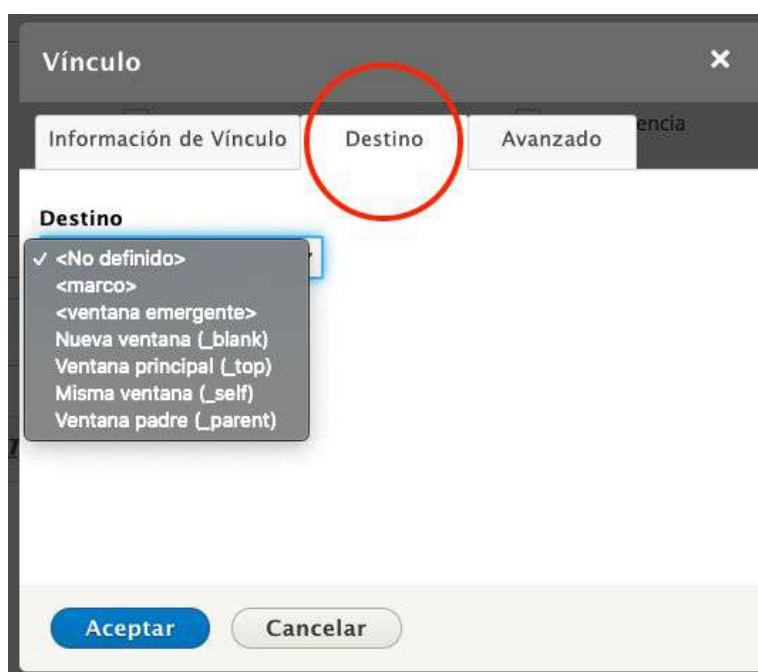 Vínculo
encia
Información de Vínculo Destino Avanzado
Destino
<No definido>
<marco>
<ventana emergente>
Nueva ventana (_blank)
Ventana principal (_top)
Misma ventana (_self)
Ventana padre (_parent)
Aceptar Cancelar